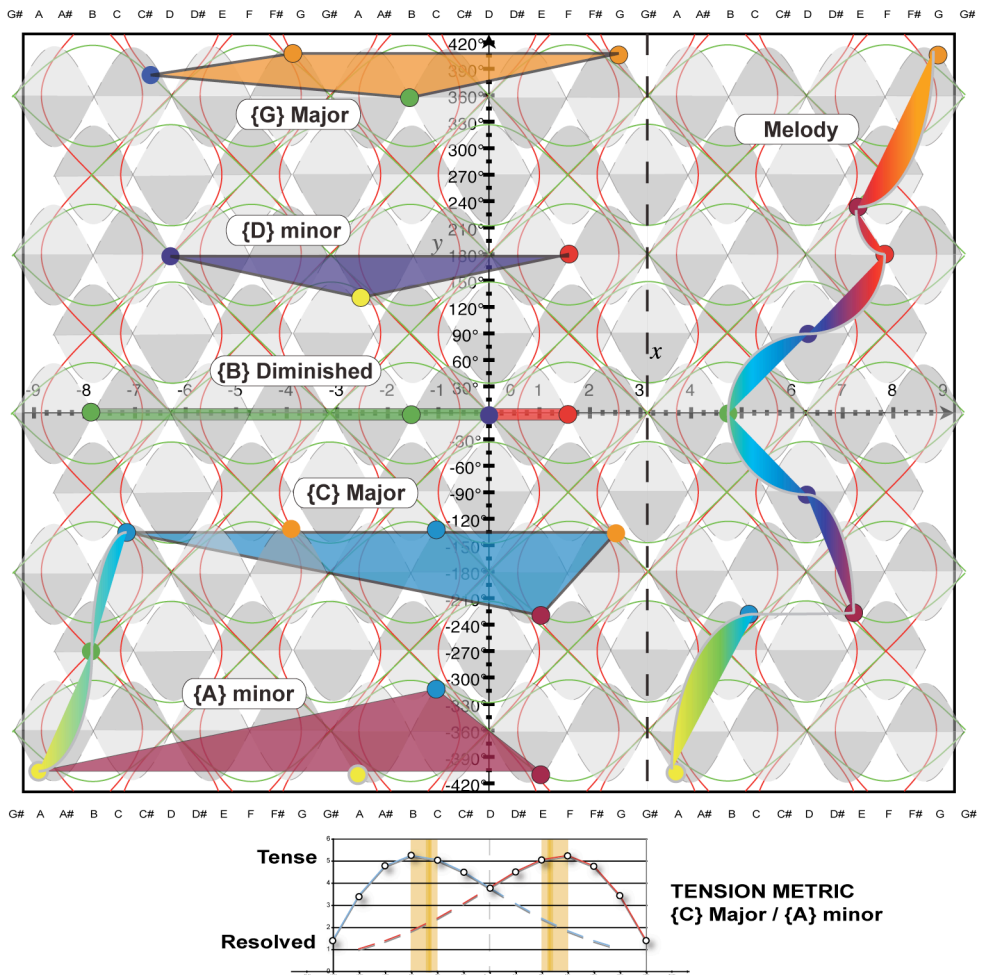 G# A A# B C C# D D# E F F# G G# A A# B C C# D D# E F F# G G# A A# B C C# D D# E F F# G G#
420°
390°
360°
{G} Major
Melody
330°
300°
270°
240°
{D} minor
210°
y
180°
150°
120°
90°
x
60°
{B} Diminished
30°
-9 -8 -6 -4 -2 -1 0 2 3 4 6 7 8 9
-30°
-60°
{C} Major
-90°
-120°
-150°
-180°
-210°
-240°
-270°
-300°
{A} minor
-330°
-360°
-390°
-420°
G# A A# B C C# D D# E F F# G G# A A# B C C# D D# E F F# G G# A A# B C C# D D# E F F# G G#
6
Tense
5
4
TENSION METRIC
3
{C} Major / {A} minor
2
Resolved
1